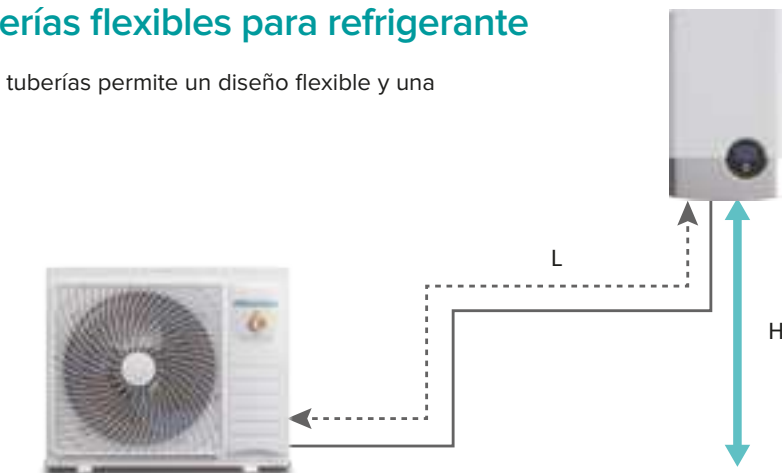 erías flexibles para refrigerante
tuberías permite un diseño flexible y una
L
H